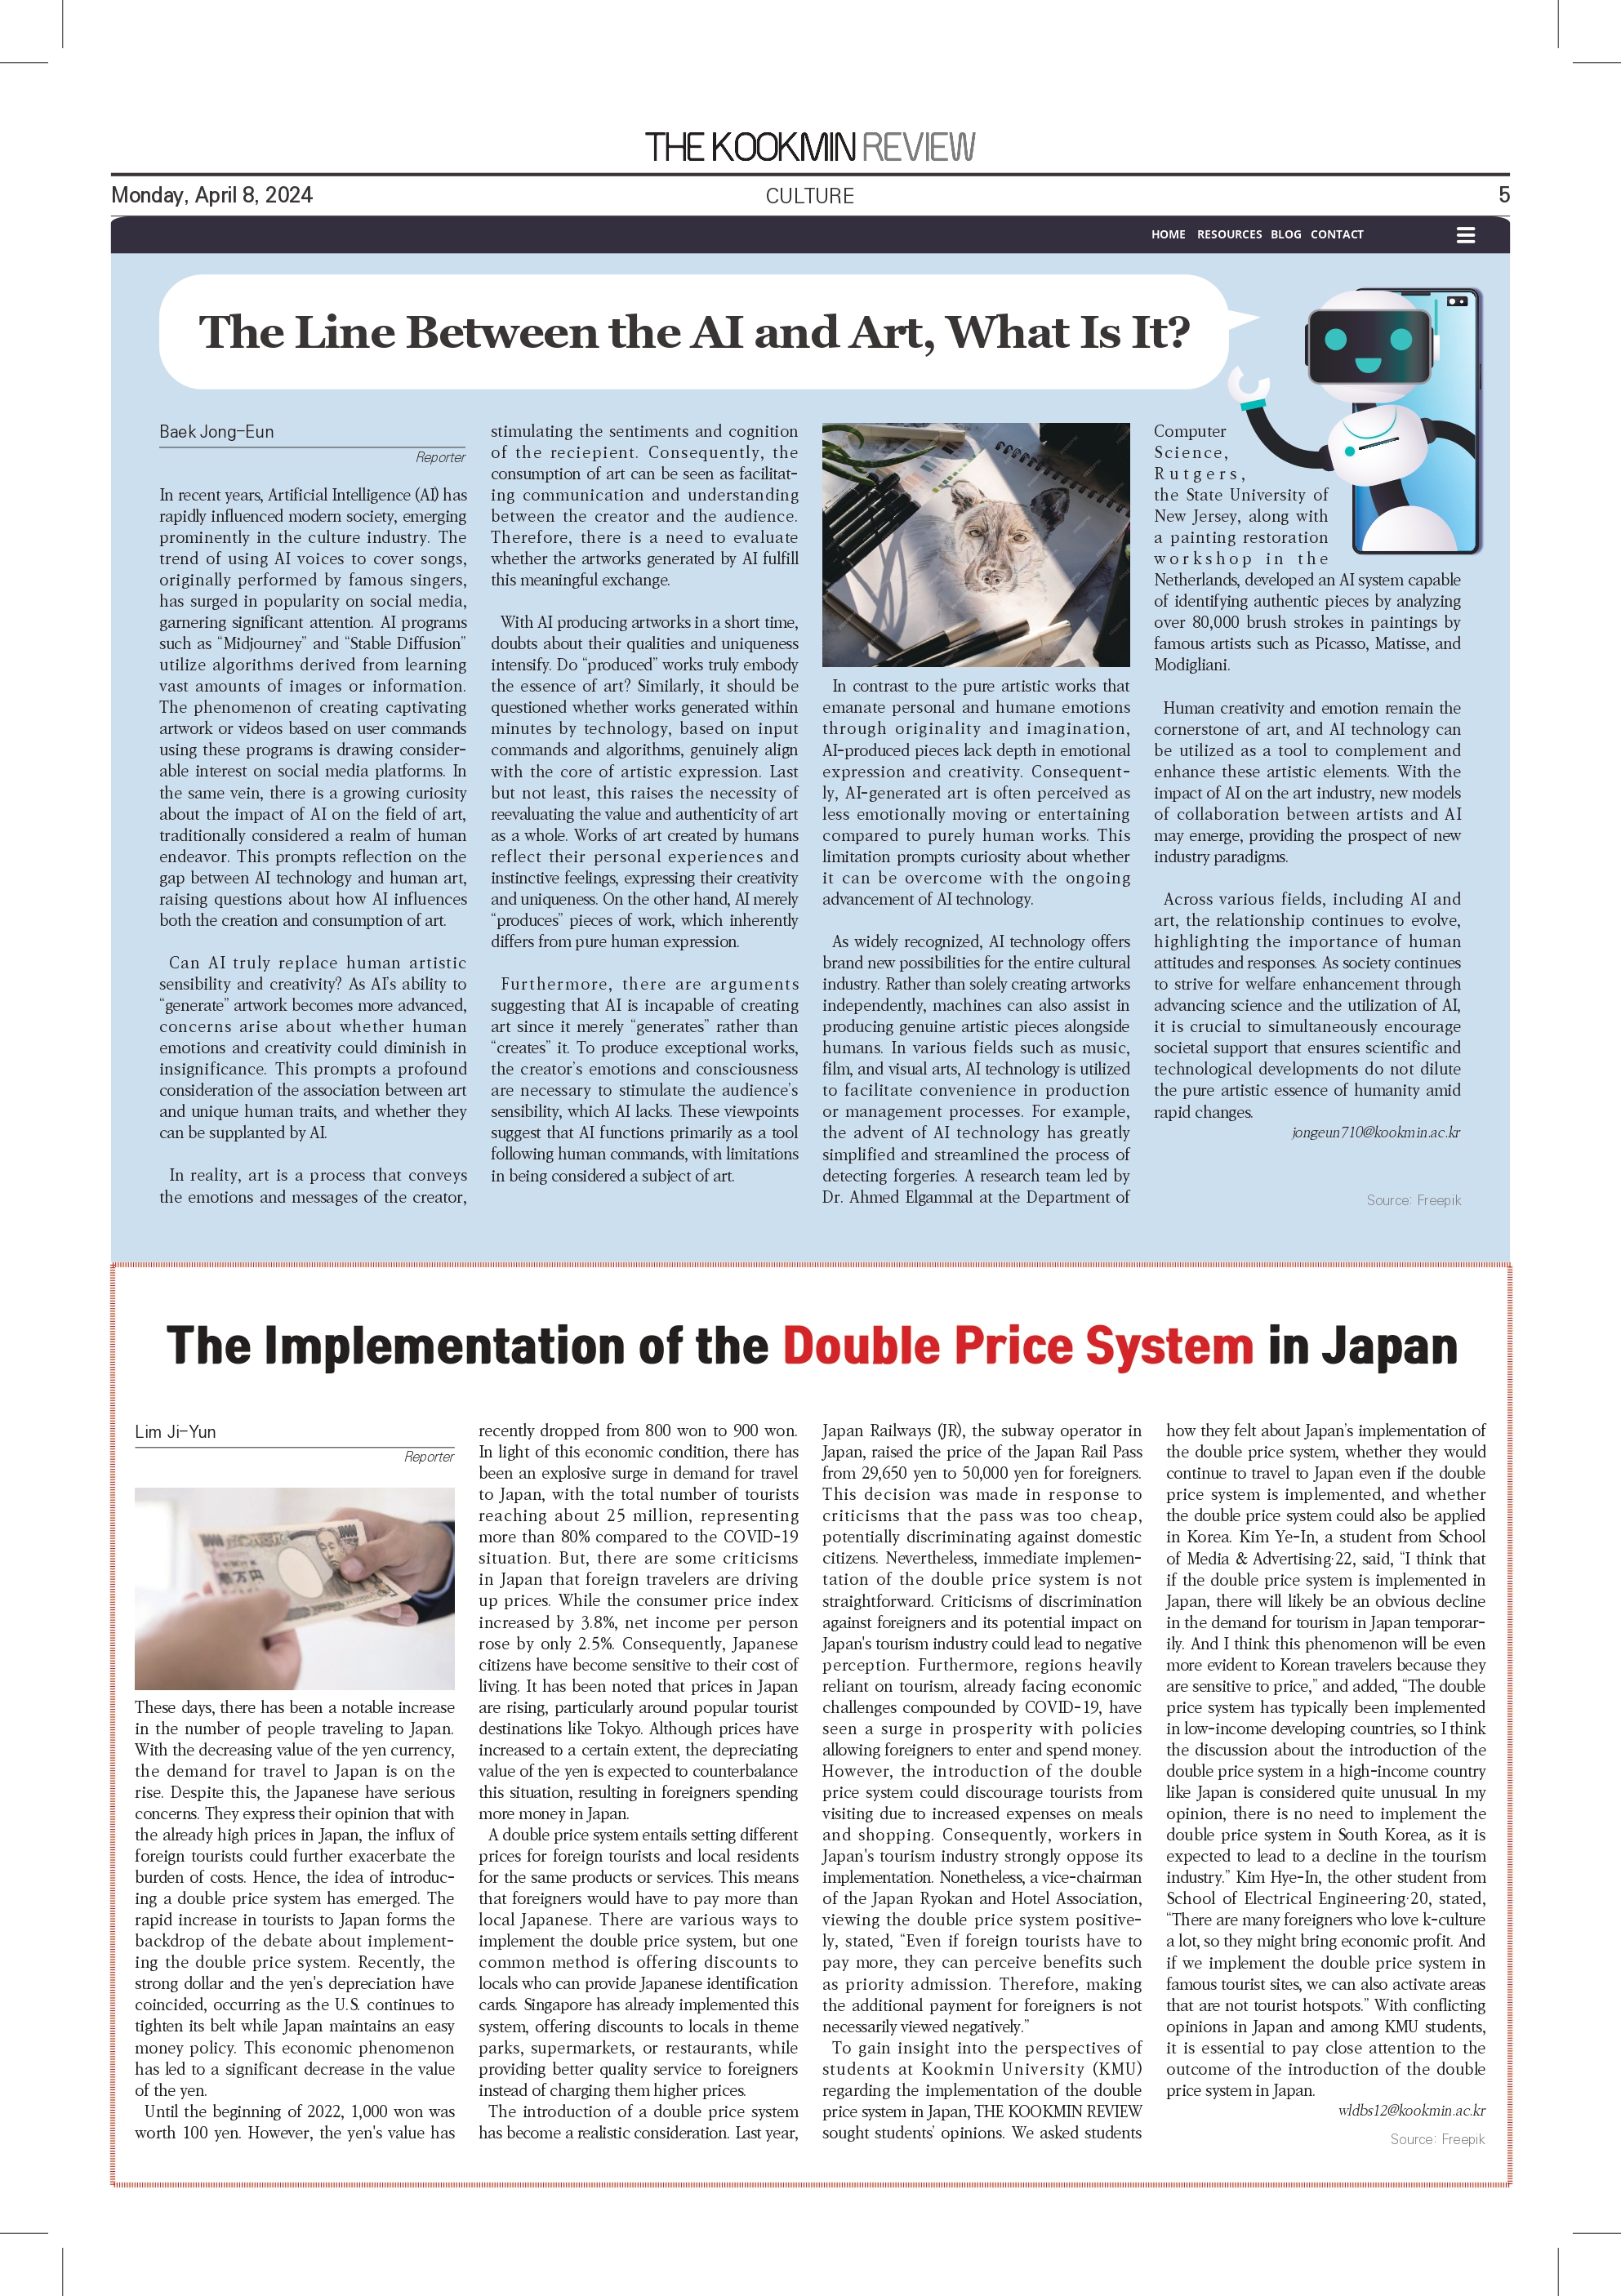 THE KOOKMIN REVIEW
Monday, April 8, 2024
CULTURE
5
HOME RESOURCES BLOG CONTACT
The Line Between the AI and Art, What Is It?
Baek Jong-Eun
Reporter
In recent years, Artificial Intelligence (AI) has
rapidly influenced modern society, emerging
prominently in the culture industry. The
trend of using AI voices to cover songs,
originally performed by famous singers,
has surged in popularity on social media,
garnering significant attention. AI programs
such as “Midjourney” and “Stable Diffusion”
utilize algorithms derived from learning
vast amounts of images or information.
The phenomenon of creating captivating
artwork or videos based on user commands
using these programs is drawing consider-
able interest on social media platforms. In
the same vein, there is a growing curiosity
about the impact of AI on the field of art,
traditionally considered a realm of human
endeavor. This prompts reflection on the
gap between AI technology and human art,
raising questions about how AI influences
both the creation and consumption of art.
Can AI truly replace human artistic
sensibility and creativity? As AI’s ability to
“generate” artwork becomes more advanced,
concerns arise about whether human
emotions and creativity could diminish in
insignificance. This prompts a profound
consideration of the association between art
and unique human traits, and whether they
can be supplanted by AI.
In reality, art is a process that conveys
the emotions and messages of the creator,
stimulating the sentiments and cognition
of the reciepient. Consequently, the
consumption of art can be seen as facilitat-
ing communication and understanding
between the creator and the audience.
Therefore, there is a need to evaluate
whether the artworks generated by AI fulfill
this meaningful exchange.
With AI producing artworks in a short time,
doubts about their qualities and uniqueness
intensify. Do “produced” works truly embody
the essence of art? Similarly, it should be
questioned whether works generated within
minutes by technology, based on input
commands and algorithms, genuinely align
with the core of artistic expression. Last
but not least, this raises the necessity of
reevaluating the value and authenticity of art
as a whole. Works of art created by humans
reflect their personal experiences and
instinctive feelings, expressing their creativity
and uniqueness. On the other hand, AI merely
“produces” pieces of work, which inherently
differs from pure human expression.
Furthermore, there are arguments
suggesting that AI is incapable of creating
art since it merely “generates” rather than
“creates” it. To produce exceptional works,
the creator’s emotions and consciousness
are necessary to stimulate the audience’s
sensibility, which AI lacks. These viewpoints
suggest that AI functions primarily as a tool
following human commands, with limitations
in being considered a subject of art.
In contrast to the pure artistic works that
emanate personal and humane emotions
through originality and imagination,
AI-produced pieces lack depth in emotional
expression and creativity. Consequent-
ly, AI-generated art is often perceived as
less emotionally moving or entertaining
compared to purely human works. This
limitation prompts curiosity about whether
it can be overcome with the ongoing
advancement of AI technology.
As widely recognized, AI technology offers
brand new possibilities for the entire cultural
industry. Rather than solely creating artworks
independently, machines can also assist in
producing genuine artistic pieces alongside
humans. In various fields such as music,
film, and visual arts, AI technology is utilized
to facilitate convenience in production
or management processes. For example,
the advent of AI technology has greatly
simplified and streamlined the process of
detecting forgeries. A research team led by
Dr. Ahmed Elgammal at the Department of
Computer
Science,
Rutgers,
the State University of
New Jersey, along with
a painting restoration
workshop in the
Netherlands, developed an AI system capable
of identifying authentic pieces by analyzing
over 80,000 brush strokes in paintings by
famous artists such as Picasso, Matisse, and
Modigliani.
Human creativity and emotion remain the
cornerstone of art, and AI technology can
be utilized as a tool to complement and
enhance these artistic elements. With the
impact of AI on the art industry, new models
of collaboration between artists and AI
may emerge, providing the prospect of new
industry paradigms.
Across various fields, including AI and
art, the relationship continues to evolve,
highlighting the importance of human
attitudes and responses. As society continues
to strive for welfare enhancement through
advancing science and the utilization of AI,
it is crucial to simultaneously encourage
societal support that ensures scientific and
technological developments do not dilute
the pure artistic essence of humanity amid
rapid changes.
jongeun710@kookmin.ac.kr
Source: Freepik
The Implementation of the Double Price System in Japan
Lim Ji-Yun
Reporter
These days, there has been a notable increase
in the number of people traveling to Japan.
With the decreasing value of the yen currency,
the demand for travel to Japan is on the
rise. Despite this, the Japanese have serious
concerns. They express their opinion that with
the already high prices in Japan, the influx of
foreign tourists could further exacerbate the
burden of costs. Hence, the idea of introduc-
ing a double price system has emerged. The
rapid increase in tourists to Japan forms the
backdrop of the debate about implement-
ing the double price system. Recently, the
strong dollar and the yen's depreciation have
coincided, occurring as the U.S. continues to
tighten its belt while Japan maintains an easy
money policy. This economic phenomenon
has led to a significant decrease in the value
of the yen.
Until the beginning of 2022, 1,000 won was
worth 100 yen. However, the yen's value has
recently dropped from 800 won to 900 won.
In light of this economic condition, there has
been an explosive surge in demand for travel
to Japan, with the total number of tourists
reaching about 25 million, representing
more than 80% compared to the COVID-19
situation. But, there are some criticisms
in Japan that foreign travelers are driving
up prices. While the consumer price index
increased by 3.8%, net income per person
rose by only 2.5%. Consequently, Japanese
citizens have become sensitive to their cost of
living. It has been noted that prices in Japan
are rising, particularly around popular tourist
destinations like Tokyo. Although prices have
increased to a certain extent, the depreciating
value of the yen is expected to counterbalance
this situation, resulting in foreigners spending
more money in Japan.
A double price system entails setting different
prices for foreign tourists and local residents
for the same products or services. This means
that foreigners would have to pay more than
local Japanese. There are various ways to
implement the double price system, but one
common method is offering discounts to
locals who can provide Japanese identification
cards. Singapore has already implemented this
system, offering discounts to locals in theme
parks, supermarkets, or restaurants, while
providing better quality service to foreigners
instead of charging them higher prices.
The introduction of a double price system
has become a realistic consideration. Last year,
Japan Railways (JR), the subway operator in
Japan, raised the price of the Japan Rail Pass
from 29,650 yen to 50,000 yen for foreigners.
This decision was made in response to
criticisms that the pass was too cheap,
potentially discriminating against domestic
citizens. Nevertheless, immediate implemen-
tation of the double price system is not
straightforward. Criticisms of discrimination
against foreigners and its potential impact on
Japan's tourism industry could lead to negative
perception. Furthermore, regions heavily
reliant on tourism, already facing economic
challenges compounded by COVID-19, have
seen a surge in prosperity with policies
allowing foreigners to enter and spend money.
However, the introduction of the double
price system could discourage tourists from
visiting due to increased expenses on meals
and shopping. Consequently, workers in
Japan's tourism industry strongly oppose its
implementation. Nonetheless, a vice-chairman
of the Japan Ryokan and Hotel Association,
viewing the double price system positive-
ly, stated, “Even if foreign tourists have to
pay more, they can perceive benefits such
as priority admission. Therefore, making
the additional payment for foreigners is not
necessarily viewed negatively.”
To gain insight into the perspectives of
students at Kookmin University (KMU)
regarding the implementation of the double
price system in Japan, THE KOOKMIN REVIEW
sought students’ opinions. We asked students
how they felt about Japan’s implementation of
the double price system, whether they would
continue to travel to Japan even if the double
price system is implemented, and whether
the double price system could also be applied
in Korea. Kim Ye-In, a student from School
of Media & Advertising·22, said, “I think that
if the double price system is implemented in
Japan, there will likely be an obvious decline
in the demand for tourism in Japan temporar-
ily. And I think this phenomenon will be even
more evident to Korean travelers because they
are sensitive to price,” and added, “The double
price system has typically been implemented
in low-income developing countries, so I think
the discussion about the introduction of the
double price system in a high-income country
like Japan is considered quite unusual. In my
opinion, there is no need to implement the
double price system in South Korea, as it is
expected to lead to a decline in the tourism
industry.” Kim Hye-In, the other student from
School of Electrical Engineering·20, stated,
“There are many foreigners who love k-culture
a lot, so they might bring economic profit. And
if we implement the double price system in
famous tourist sites, we can also activate areas
that are not tourist hotspots.” With conflicting
opinions in Japan and among KMU students,
it is essential to pay close attention to the
outcome of the introduction of the double
price system in Japan.
wldbs12@kookmin.ac.kr
Source: Freepik